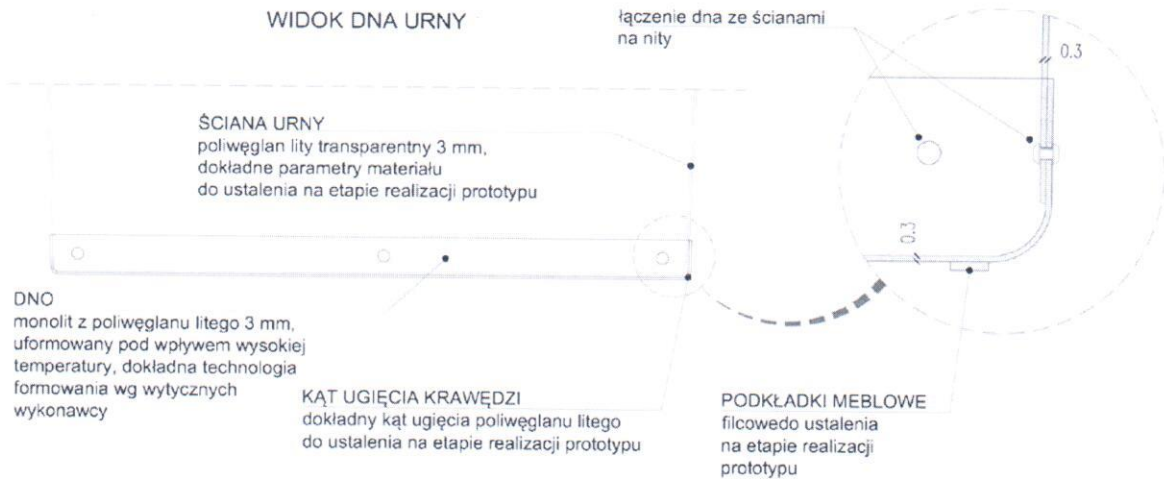 WIDOK DNA URNY
łączenie dna ze ścianami
na nity
0.3
ŚCIANA URNY
poliwęglan lity transparentny 3 mm,
dokładne parametry materiału
do ustalenia na etapie realizacji prototypu
0.3
DNO
monolit z poliwęglanu litego 3 mm,
uformowany pod wpływem wysokiej
temperatury, dokładna technologia
formowania wg wytycznych
wykonawcy
KĄT UGIĘCIA KRAWĘDZI
dokładny kąt ugięcia poliwęglanu litego
do ustalenia na etapie realizacji prototypu
PODKŁADKI MEBLOWE
filcowedo ustalenia
na etapie realizacji
prototypu